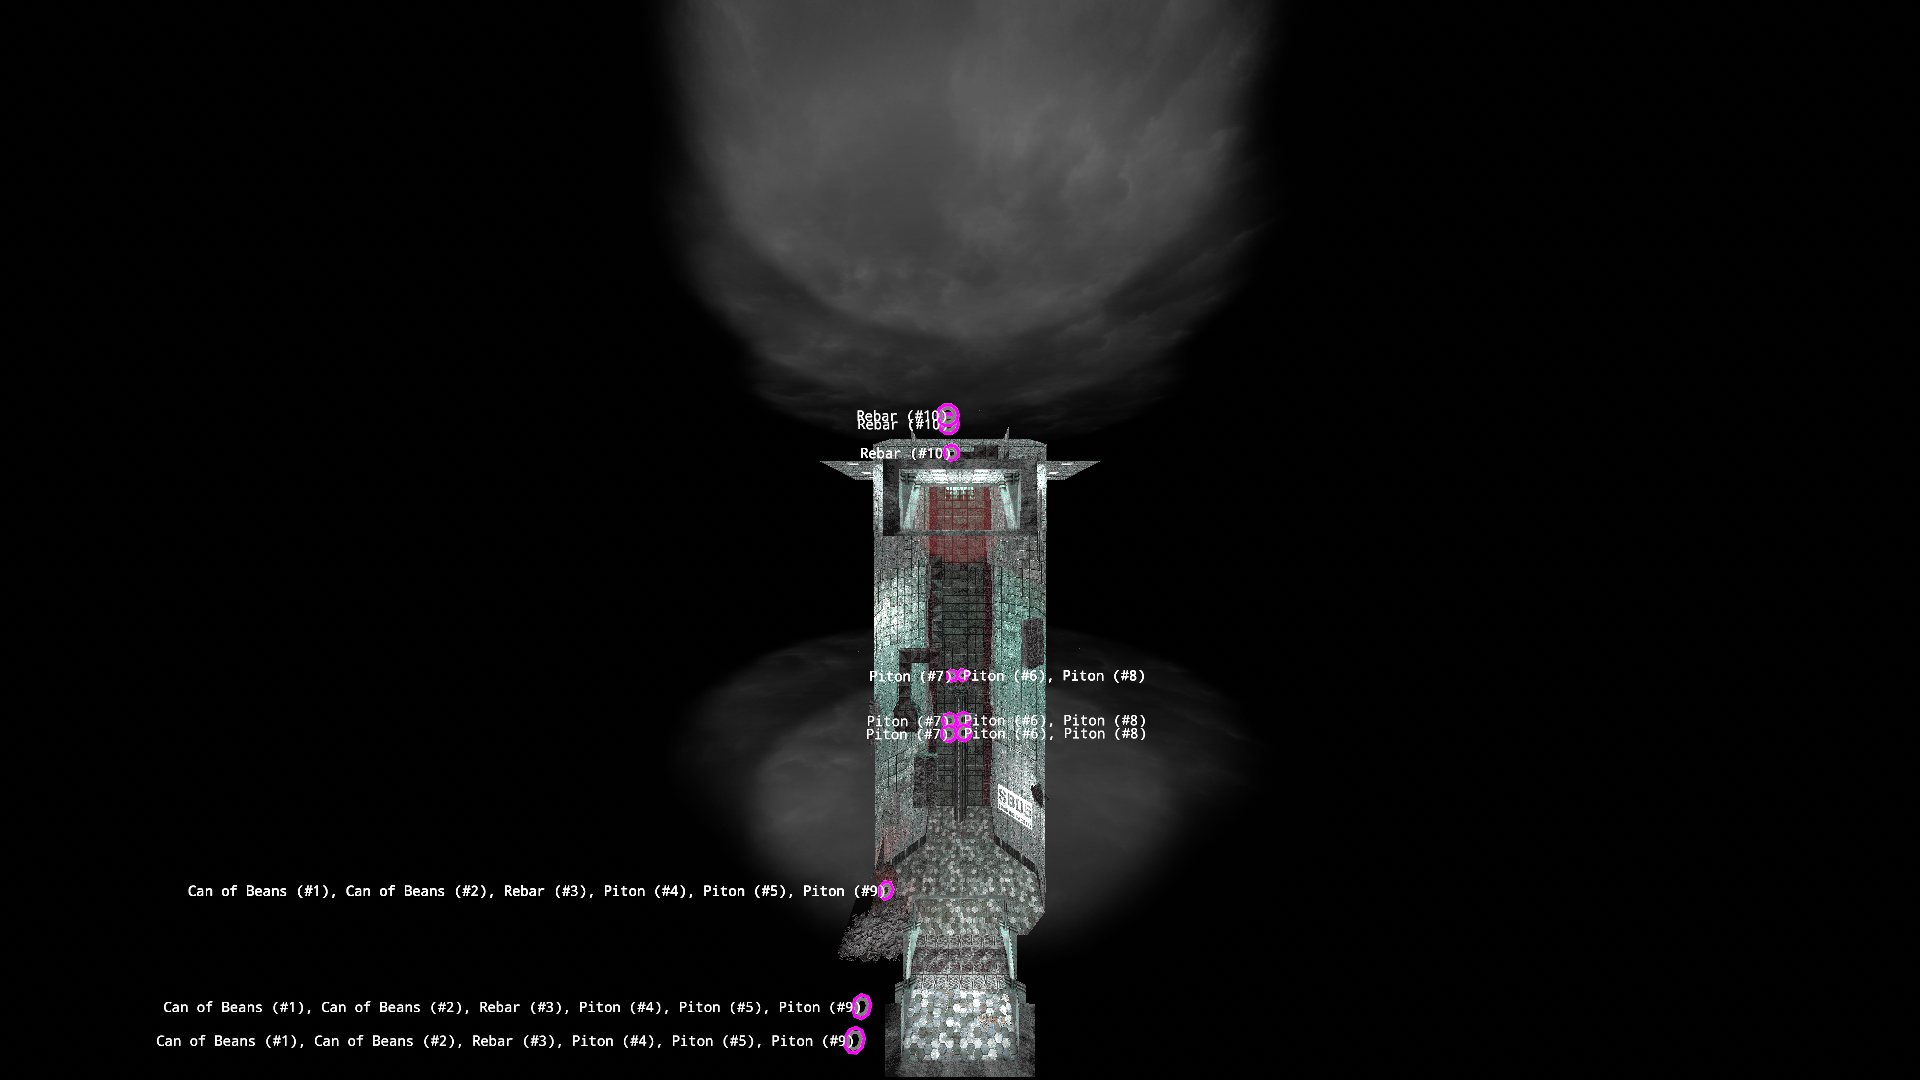 Rebar (#10)
Rebar (#10)
Rebar (#10)
Piton (#7) Piton (#6), Piton (#8)
Piton (#7) Piton (#6), Piton (#8)
Piton (#7) Piton (#6), Piton (#8)
Can of Beans (#1), Can of Beans (#2), Rebar (#3), Piton (#4), Piton (#5), Piton (#9)
Can of Beans (#1), Can of Beans (#2), Rebar (#3), Piton (#4), Piton (#5), Piton (#9)
Can of Beans (#1), Can of Beans (#2), Rebar (#3), Piton (#4), Piton (#5), Piton (#9)